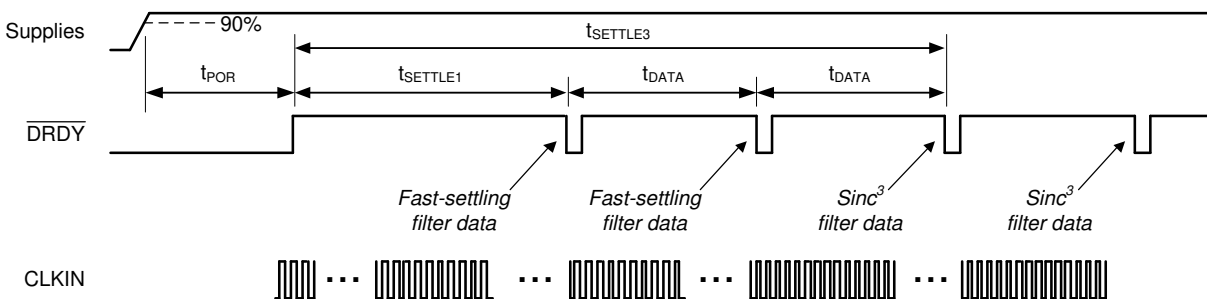 Supplies
90%
tSETTLE3
tPOR
tSETTLE1
tDATA
tDATA
DRDY
Fast-settling
filter data
Fast-settling
filter data
Sinc³
filter data
Sinc³
filter data
CLKIN